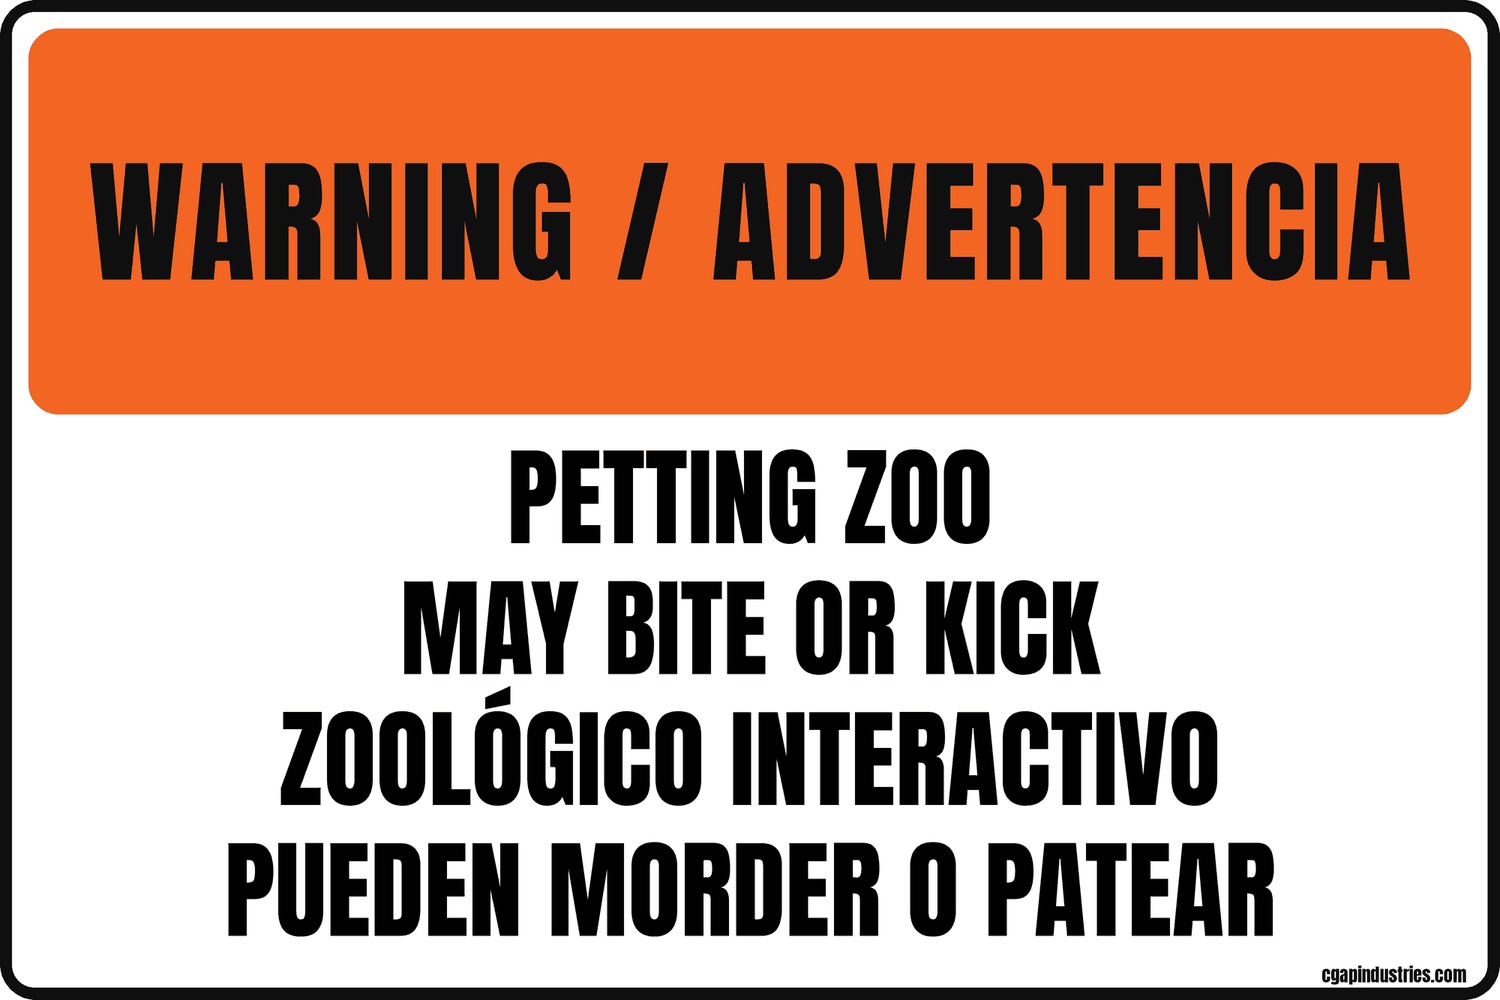 WARNING / ADVERTENCIA
PETTING ZOO
MAY BITE OR KICK
ZOOLÓGICO INTERACTIVO
PUEDEN MORDER O PATEAR
cgapindustries.com